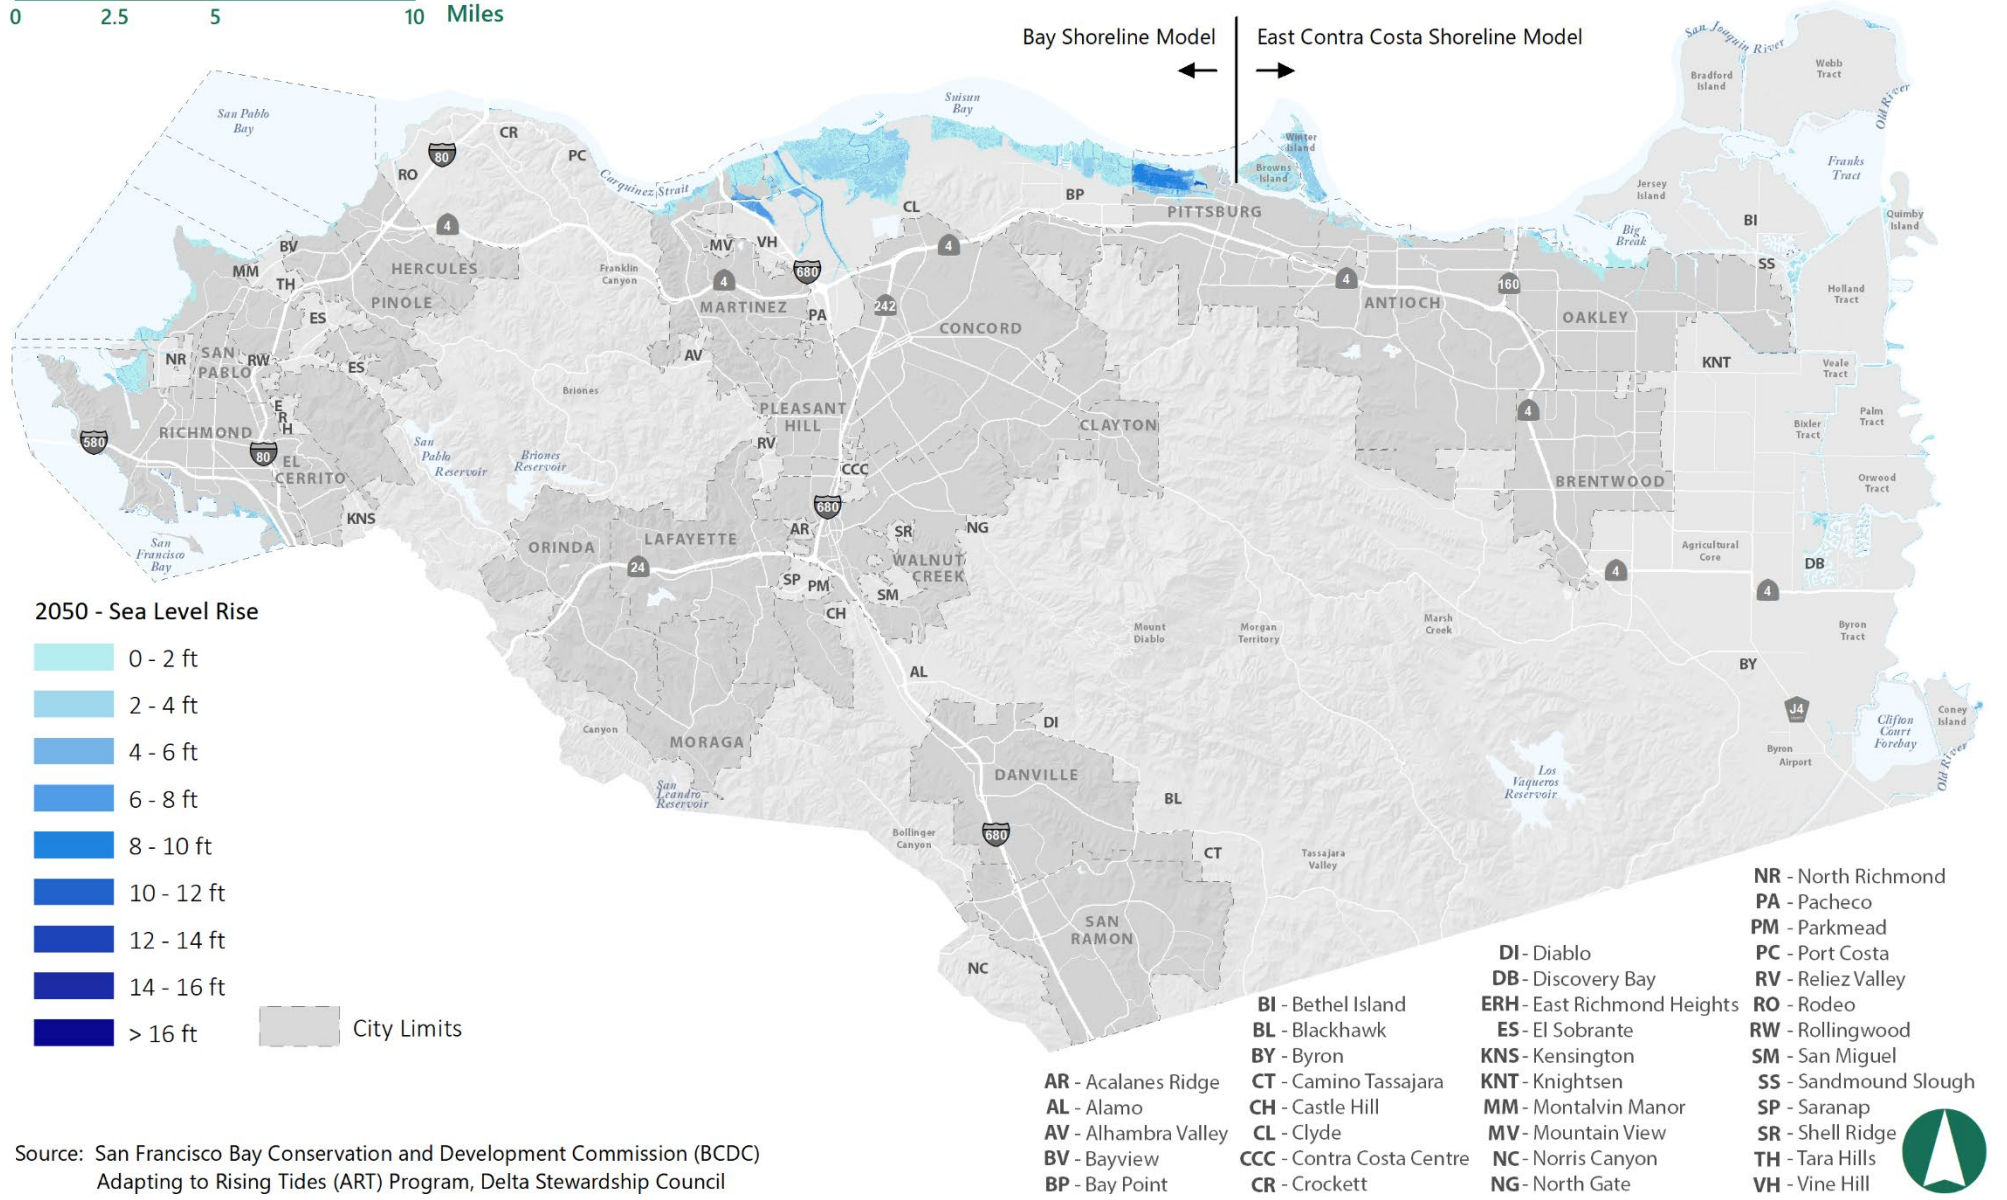 0 2.5 5 10 Miles
Bay Shoreline Model
East Contra Costa Shoreline Model
San Joaquin River
Bradford
Island
Webb
Tract
Old River
San Pablo
Bay
Suisun
Bay
Winter
Island
Browns
Island
Franks
Tract
CR
80
PC
RO
Carquinez Strait
Jersey
Island
BI
Quimby
Island
BP
PITTSBURG
CL
4
BV
4
MV
VH
680
4
Big
Break
SS
MM
TH
HERCULES
Franklin
Canyon
4
MARTINEZ
4
160
Holland
Tract
PINOLE
ES
PA
242
CONCORD
ANTIOCH
OAKLEY
NR
SAN
PABLO
RW
ES
AV
KNT
Veale
Tract
Briones
E
R
H
PLEASANT
HILL
CLAYTON
4
Palm
Tract
Bixler
Tract
580
RICHMOND
80
EL
CERRITO
San
Pablo
Reservoir
Briones
Reservoir
RV
CCC
BRENTWOOD
Orwood
Tract
680
KNS
San
Francisco
Bay
ORINDA
LAFAYETTE
AR
SR
NG
WALNUT
CREEK
24
SP
PM
SM
CH
Agricultural
Core
DB
4
4
Mount
Diablo
Morgan
Territory
Marsh
Creek
Byron
Tract
AL
BY
Canyon
MORAGA
DI
J4
Clifton
Court
Forebay
Coney
Island
Old River
Byron
Airport
San
Leandro
Reservoir
DANVILLE
BL
Los
Vaqueros
Reservoir
Bollinger
Canyon
680
CT
Tassajara
Valley
SAN
RAMON
NC
2050 - Sea Level Rise
0 - 2 ft
2 - 4 ft
4 - 6 ft
6 - 8 ft
8 - 10 ft
10 - 12 ft
12 - 14 ft
14 - 16 ft
> 16 ft
City Limits
AR - Acalanes Ridge
AL - Alamo
AV - Alhambra Valley
BV - Bayview
BP - Bay Point
BI - Bethel Island
BL - Blackhawk
BY - Byron
CT - Camino Tassajara
CH - Castle Hill
CL - Clyde
CCC - Contra Costa Centre
CR - Crockett
DI - Diablo
DB - Discovery Bay
ERH - East Richmond Heights
ES - El Sobrante
KNS - Kensington
KNT - Knightsen
MM - Montalvin Manor
MV - Mountain View
NC - Norris Canyon
NG - North Gate
NR - North Richmond
PA - Pacheco
PM - Parkmead
PC - Port Costa
RV - Reliez Valley
RO - Rodeo
RW - Rollingwood
SM - San Miguel
SS - Sandmound Slough
SP - Saranap
SR - Shell Ridge
TH - Tara Hills
VH - Vine Hill
Source: San Francisco Bay Conservation and Development Commission (BCDC)
Adapting to Rising Tides (ART) Program, Delta Stewardship Council